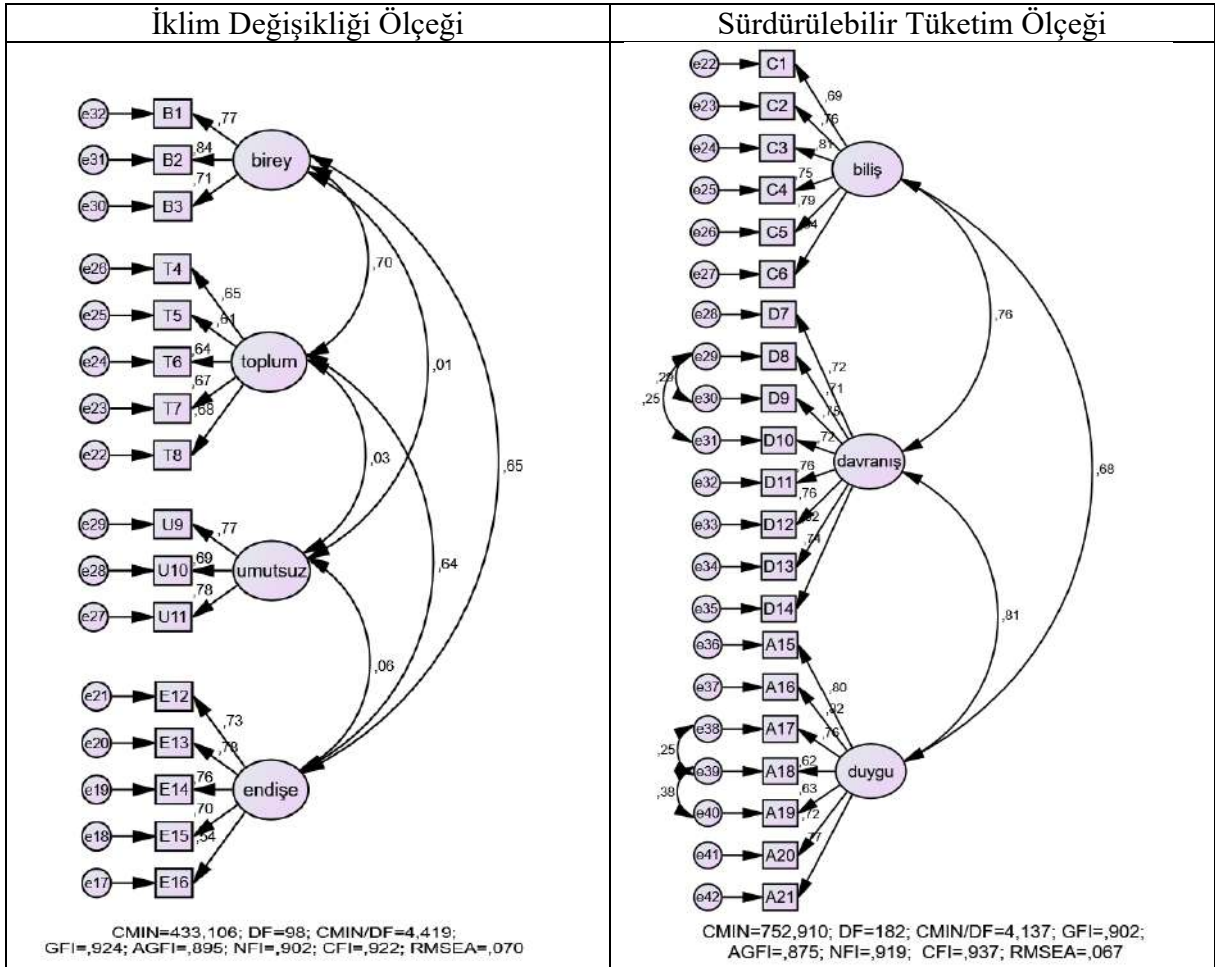 İklim Değişikliği Ölçeği
e32 B1 ,77
e31 B2 ,84 birey
e30 B3 ,71
,70
e26 T4 ,65
e25 T5 ,61
e24 T6 ,64 toplum ,01
e23 T7 ,67
e22 T8 ,68
,03 ,65
e29 U9 ,77
e28 U10 ,69 umutsuz ,64
e27 U11 ,78
,06
e21 E12 ,73
e20 E13
e19 E14 ,76 endişe
e18 E15 ,70
e17 E16 ,54
CMIN=433,106; DF=98; CMIN/DF=4,419;
GFI=,924; AGFI=,895; NFI=,902; CFI=,922; RMSEA=,070
Sürdürülebilir Tüketim Ölçeği
e22 C1 ,69
e23 C2 ,76
e24 C3 ,81 biliş
e25 C4 ,75
e26 C5 ,79
e27 C6
,76
e28 D7 ,72
e29 D8 ,71
,25 e30 D9 ,75
e31 D10 ,72 davranış ,68
e32 D11 ,76
e33 D12 ,76
e34 D13
e35 D14 ,74
,81
e36 A15 ,80
e37 A16
e38 A17 ,76
,25 e39 A18 ,62 duygu
,38 e40 A19 ,63
e41 A20 ,72
e42 A21 ,77
CMIN=752,910; DF=182; CMIN/DF=4,137; GFI=,902;
AGFI=,875; NFI=,919; CFI=,937; RMSEA=,067